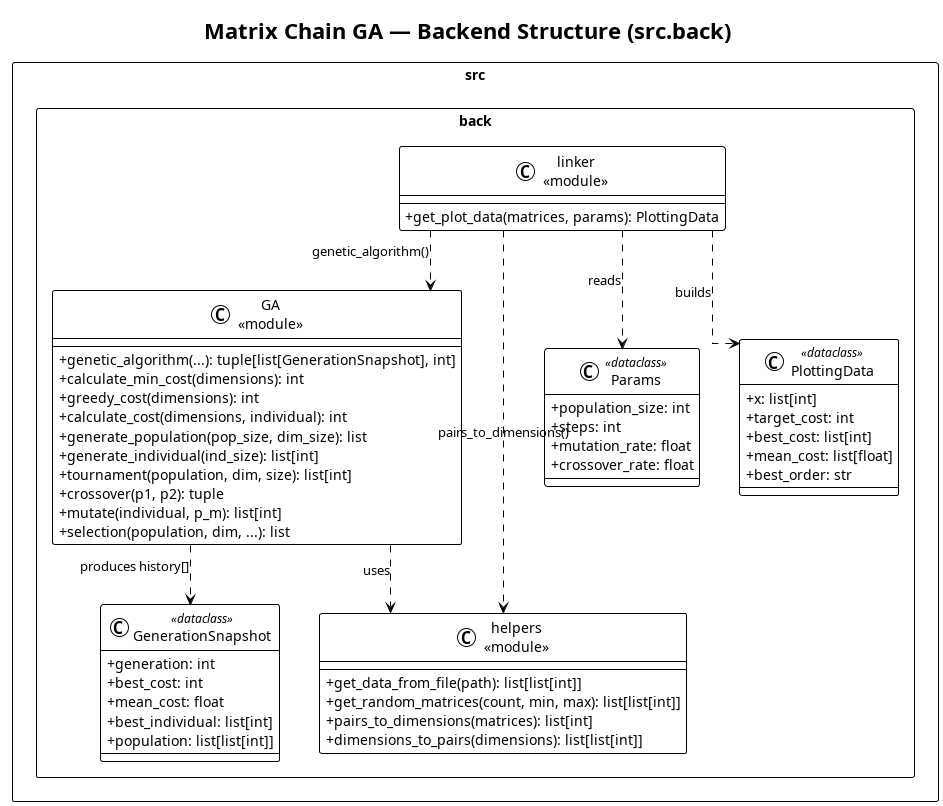 Matrix Chain GA — Backend Structure (src.back)
src
back
C
linker
«module»
+get_plot_data(matrices, params): PlottingData
genetic_algorithm()
reads
builds
pairs_to_dimensions()
C
GA
«module»
+genetic_algorithm(...): tuple[list[GenerationSnapshot], int]
+calculate_min_cost(dimensions): int
+greedy_cost(dimensions): int
+calculate_cost(dimensions, individual): int
+generate_population(pop_size, dim_size): list
+generate_individual(ind_size): list[int]
+tournament(population, dim, size): list[int]
+crossover(p1, p2): tuple
+mutate(individual, p_m): list[int]
+selection(population, dim, ...): list
C
«dataclass»
Params
+population_size: int
+steps: int
+mutation_rate: float
+crossover_rate: float
C
«dataclass»
PlottingData
+x: list[int]
+target_cost: int
+best_cost: list[int]
+mean_cost: list[float]
+best_order: str
produces history[]
uses
C
«dataclass»
GenerationSnapshot
+generation: int
+best_cost: int
+mean_cost: float
+best_individual: list[int]
+population: list[list[int]]
C
helpers
«module»
+get_data_from_file(path): list[list[int]]
+get_random_matrices(count, min, max): list[list[int]]
+pairs_to_dimensions(matrices): list[int]
+dimensions_to_pairs(dimensions): list[list[int]]